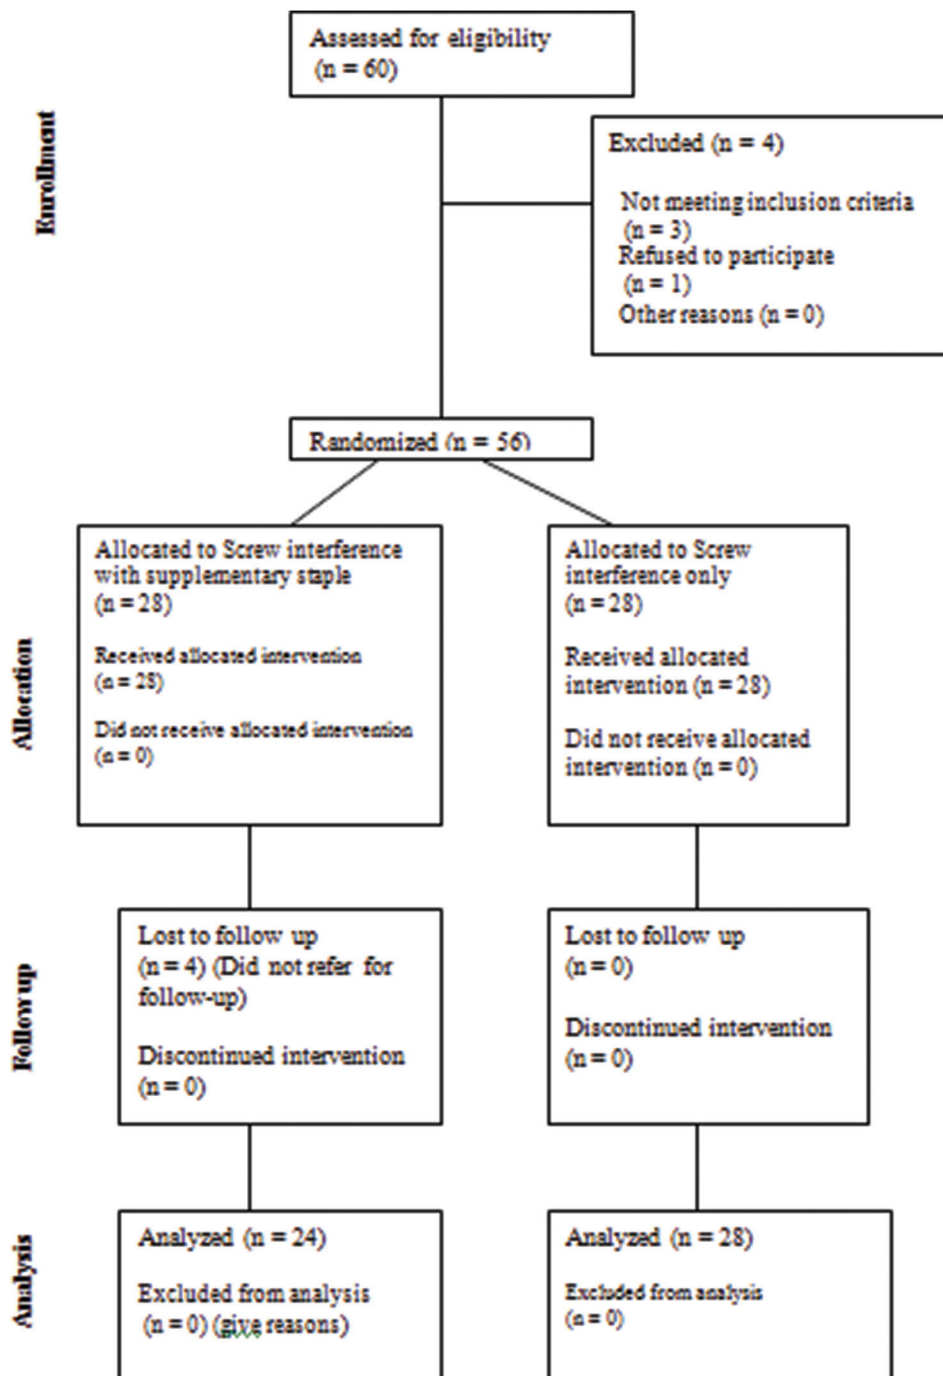 Assessed for eligibility
(n = 60)
Enrollment
Excluded (n = 4)
Not meeting inclusion criteria
(n = 3)
Refused to participate
(n = 1)
Other reasons (n = 0)
Randomized (n = 56)
Allocation
Allocated to Screw interference
with supplementary staple
(n = 28)
Received allocated intervention
(n = 28)
Did not receive allocated intervention
(n = 0)
Allocated to Screw
interference only
(n = 28)
Received allocated
intervention (n = 28)
Did not receive allocated
intervention (n = 0)
Follow up
Lost to follow up
(n = 4) (Did not refer for
follow-up)
Discontinued intervention
(n = 0)
Lost to follow up
(n = 0)
Discontinued intervention
(n = 0)
Analysis
Analyzed (n = 24)
Excluded from analysis
(n = 0) (give reasons)
Analyzed (n = 28)
Excluded from analysis
(n = 0)